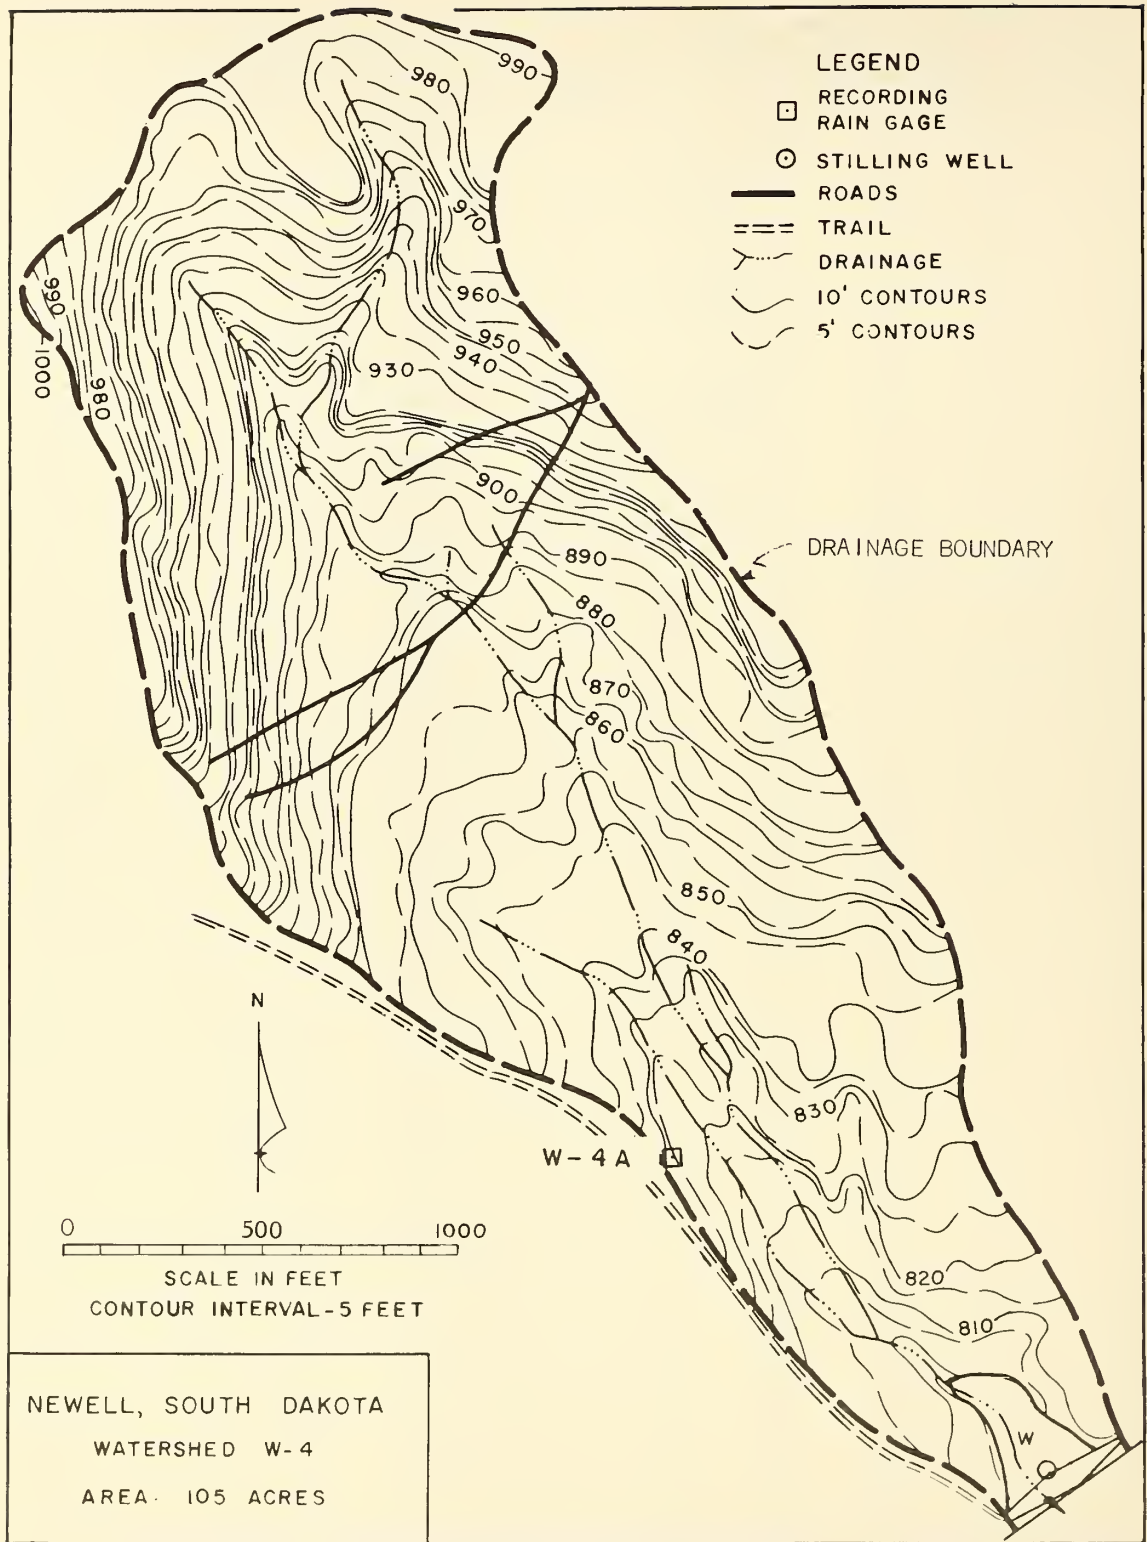 LEGEND
RECORDING
RAIN GAGE
STILLING WELL
ROADS
TRAIL
DRAINAGE
10' CONTOURS
5' CONTOURS
990
980
970
960
950
940
930
990
1000
980
900
890
DRAINAGE BOUNDARY
880
870
860
850
840
N
830
W-4A
0 500 1000
SCALE IN FEET
CONTOUR INTERVAL-5 FEET
820
810
W
NEWELL, SOUTH DAKOTA
WATERSHED W-4
AREA. 105 ACRES